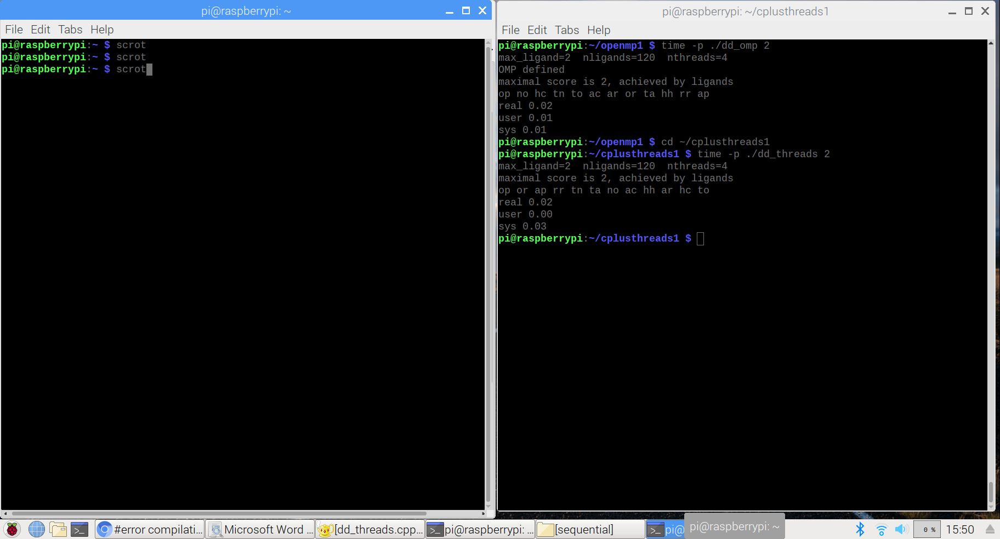 pi@raspberrypi: ~
File Edit Tabs Help
pi@raspberrypi:~ $ scrot
pi@raspberrypi:~ $ scrot
pi@raspberrypi:~ $ scrot
pi@raspberrypi: ~/cplusthreads1
File Edit Tabs Help
pi@raspberrypi:~/openmp1 $ time -p ./dd_omp 2
max_ligand=2  nligands=120  nthreads=4
OMP defined
maximal score is 2, achieved by ligands
op no hc tn to ac ar or ta hh rr ap
real 0.02
user 0.01
sys 0.01
pi@raspberrypi:~/openmp1 $ cd ~/cplusthreads1
pi@raspberrypi:~/cplusthreads1 $ time -p ./dd_threads 2
max_ligand=2  nligands=120  nthreads=4
maximal score is 2, achieved by ligands
op or ap rr tn ta no ac hh ar hc to
real 0.02
user 0.00
sys 0.03
pi@raspberrypi:~/cplusthreads1 $
#error compilati... Microsoft Word ... [dd_threads.cpp... pi@raspberrypi: ... [sequential] pi@ pi@raspberrypi: ~ 0 % 15:50